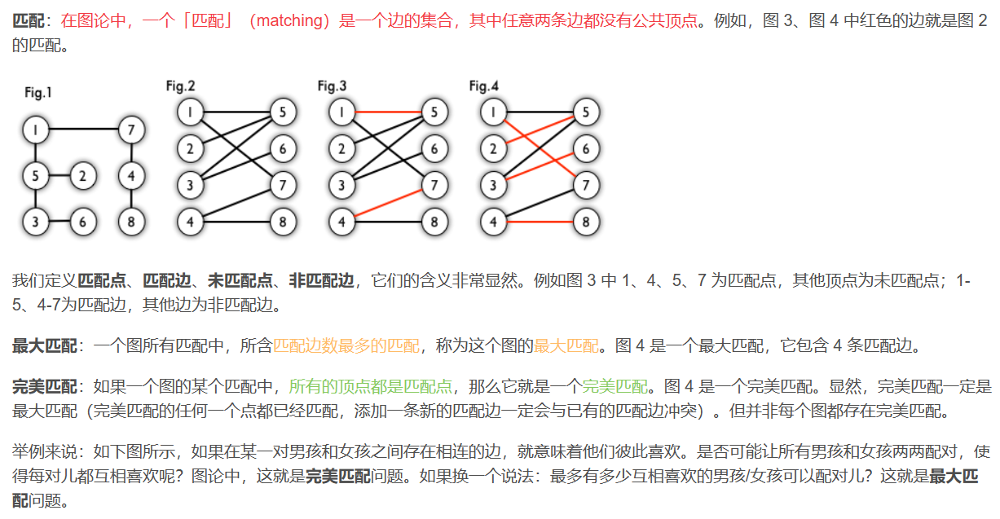 匹配：在图论中，一个「匹配」（matching）是一个边的集合，其中任意两条边都没有公共顶点。例如，图 3、图 4 中红色的边就是图 2
的匹配。
Fig.1
Fig.2
Fig.3
Fig.4
1 7
5 2 4
3 6 8
1 5
2 6
3 7
4 8
1 5
2 6
3 7
4 8
1 5
2 6
3 7
4 8
我们定义匹配点、匹配边、未匹配点、非匹配边，它们的含义非常显然。例如图 3 中 1、4、5、7 为匹配点，其他顶点为未匹配点；1-
5、4-7为匹配边，其他边为非匹配边。
最大匹配：一个图所有匹配中，所含匹配边数最多的匹配，称为这个图的最大匹配。图 4 是一个最大匹配，它包含 4 条匹配边。
完美匹配：如果一个图的某个匹配中，所有的顶点都是匹配点，那么它就是一个完美匹配。图 4 是一个完美匹配。显然，完美匹配一定是
最大匹配（完美匹配的任何一个点都已经匹配，添加一条新的匹配边一定会与已有的匹配边冲突）。但并非每个图都存在完美匹配。
举例来说：如下图所示，如果在某一对男孩和女孩之间存在相连的边，就意味着他们彼此喜欢。是否可能让所有男孩和女孩两两配对，使
得每对儿都互相喜欢呢？图论中，这就是完美匹配问题。如果换一个说法：最多有多少互相喜欢的男孩/女孩可以配对儿？这就是最大匹
配问题。